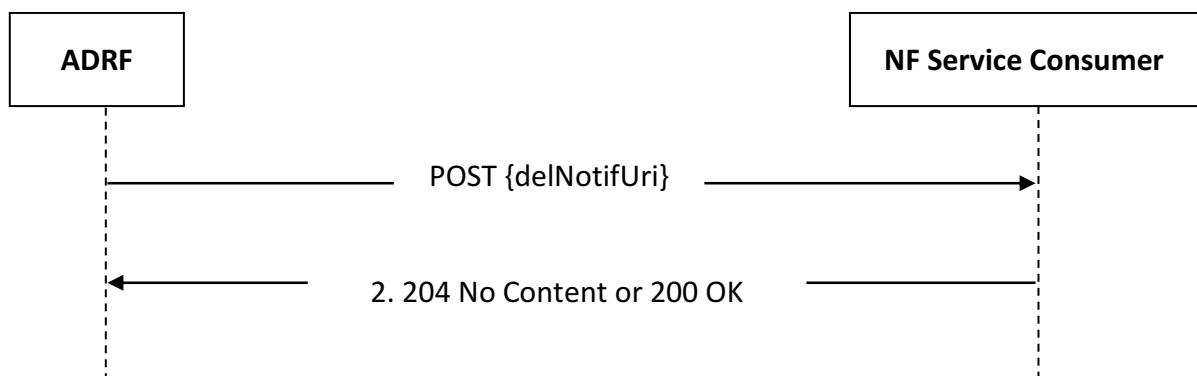 ADRF
NF Service Consumer
POST {delNotifUri}
2. 204 No Content or 200 OK